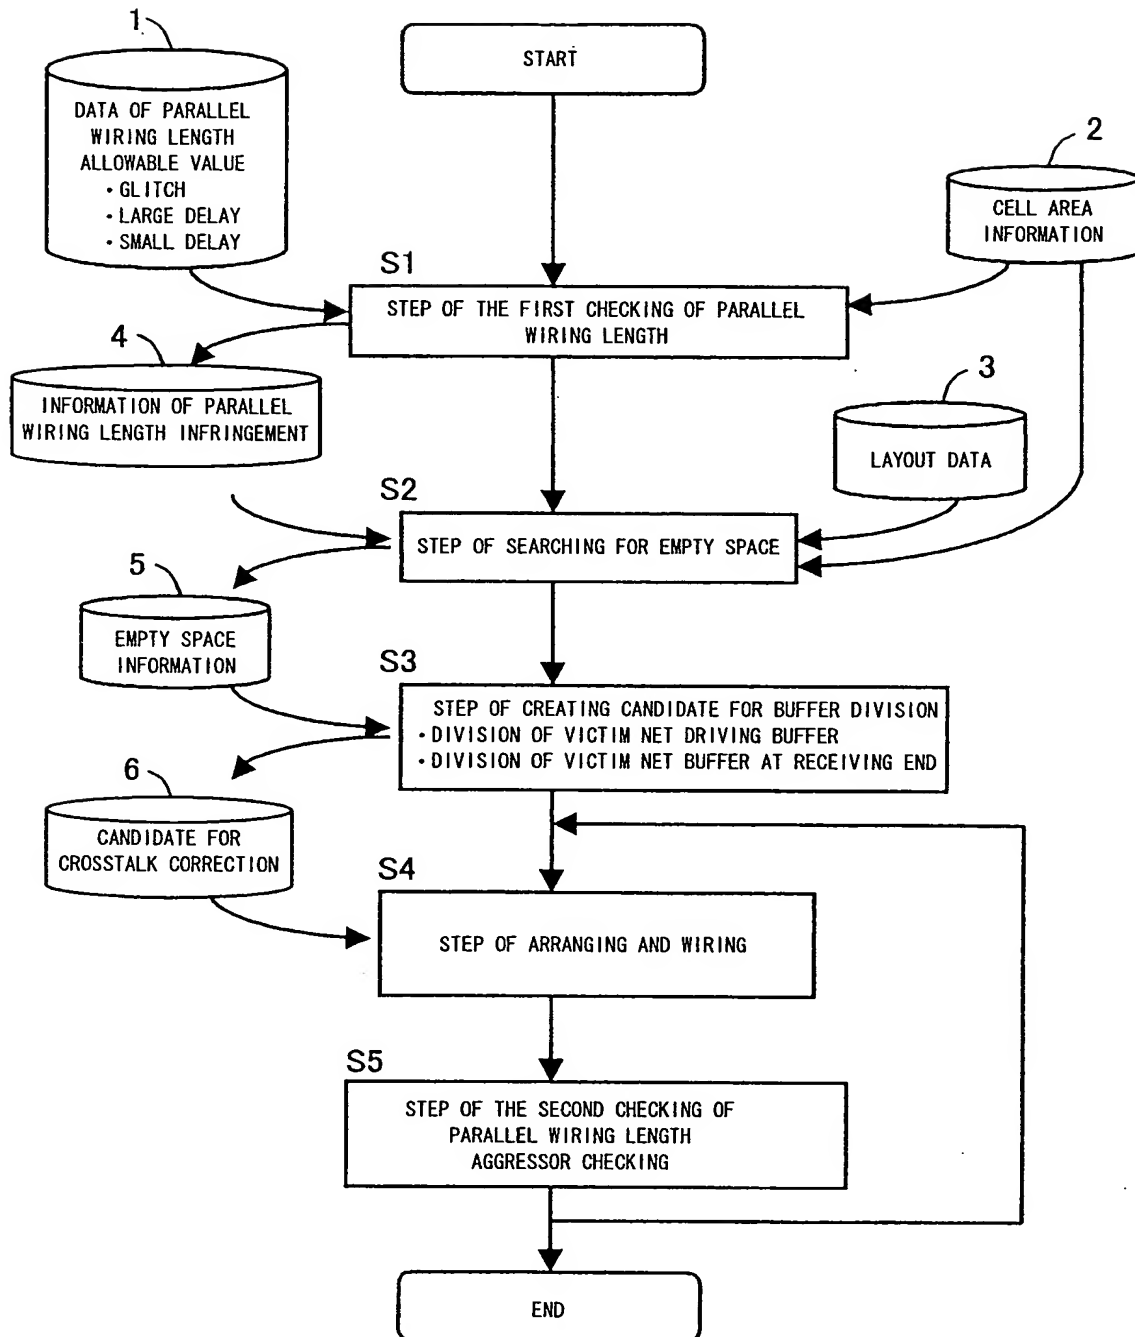 1
START
DATA OF PARALLEL
WIRING LENGTH
ALLOWABLE VALUE
・GLITCH
・LARGE DELAY
・SMALL DELAY
2
CELL AREA
INFORMATION
S1
STEP OF THE FIRST CHECKING OF PARALLEL
WIRING LENGTH
4
INFORMATION OF PARALLEL
WIRING LENGTH INFRINGEMENT
3
LAYOUT DATA
S2
STEP OF SEARCHING FOR EMPTY SPACE
5
EMPTY SPACE
INFORMATION
S3
STEP OF CREATING CANDIDATE FOR BUFFER DIVISION
・DIVISION OF VICTIM NET DRIVING BUFFER
・DIVISION OF VICTIM NET BUFFER AT RECEIVING END
6
CANDIDATE FOR
CROSSTALK CORRECTION
S4
STEP OF ARRANGING AND WIRING
S5
STEP OF THE SECOND CHECKING OF
PARALLEL WIRING LENGTH
AGGRESSOR CHECKING
END